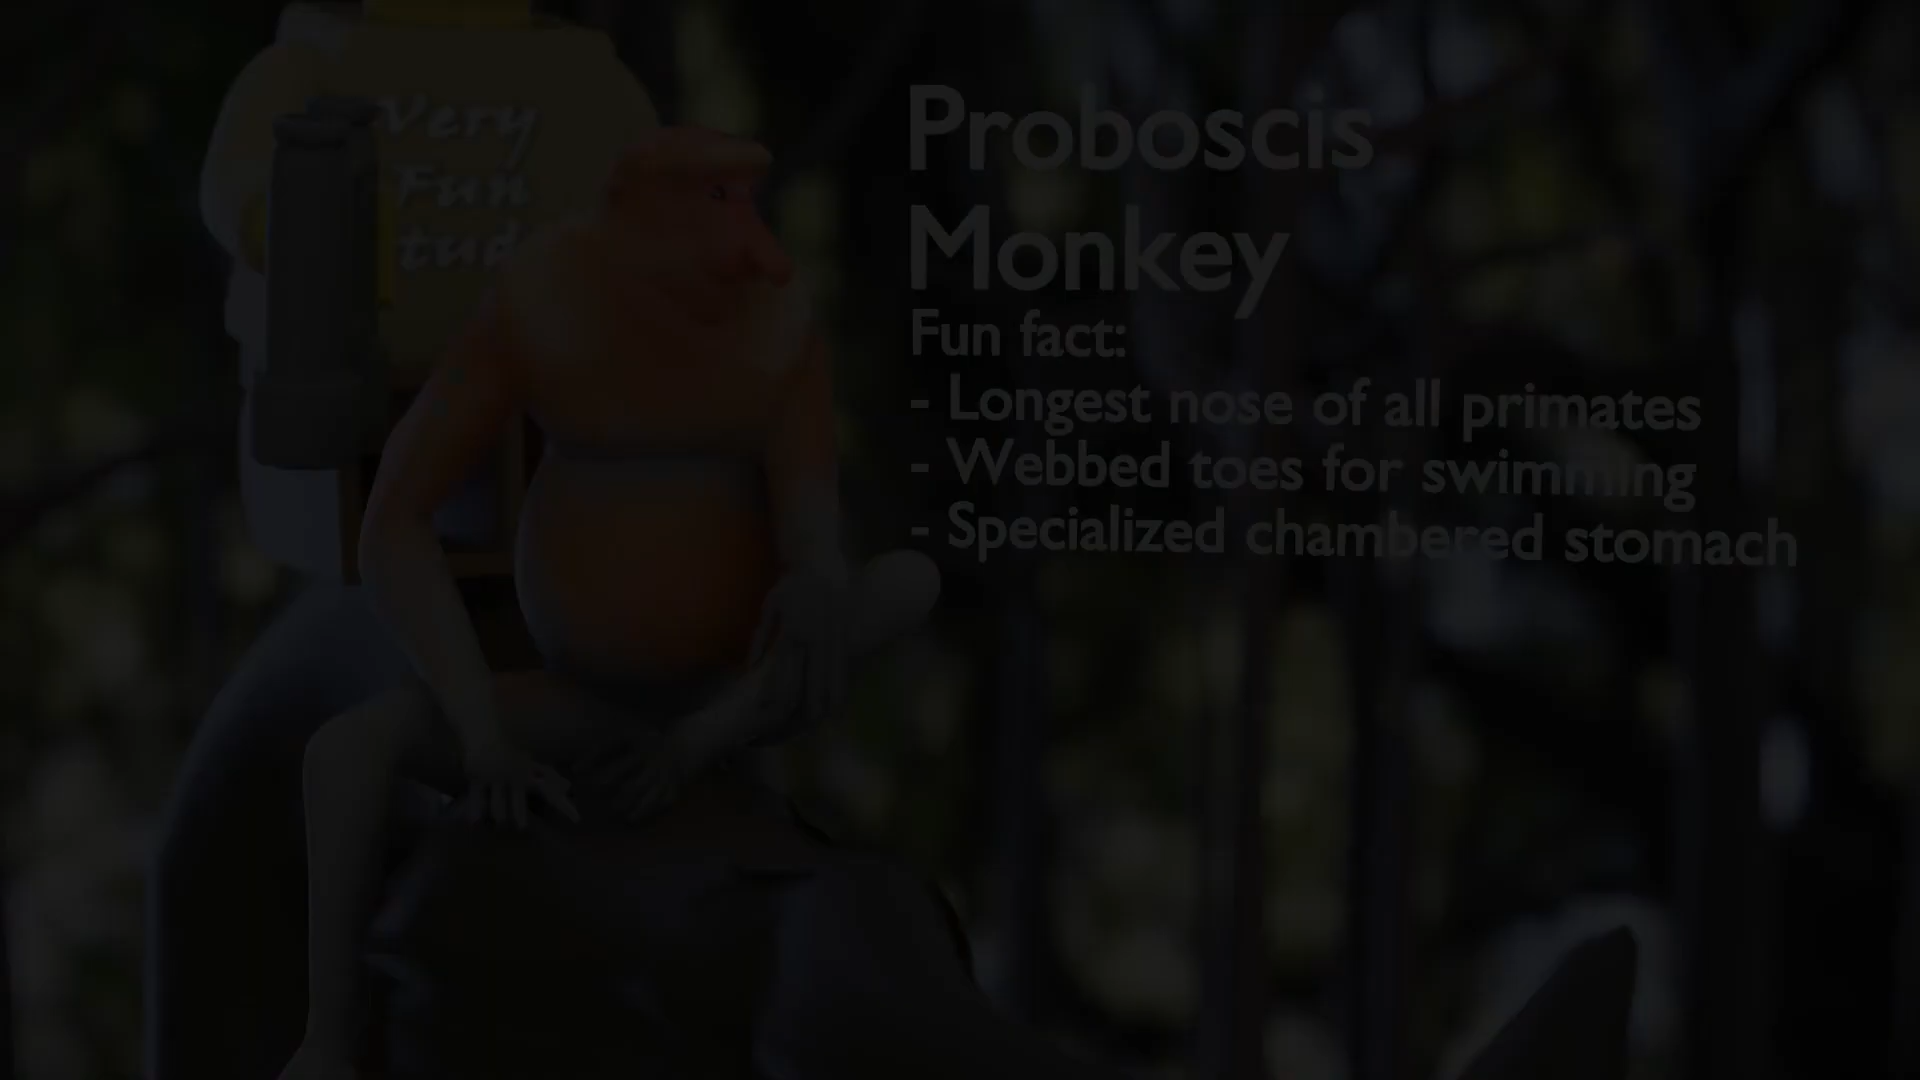 Very
Fun
Proboscis
Monkey
Fun fact:
- Longest nose of all primates
- Webbed toes for swimming
- Specialized chambered stomach